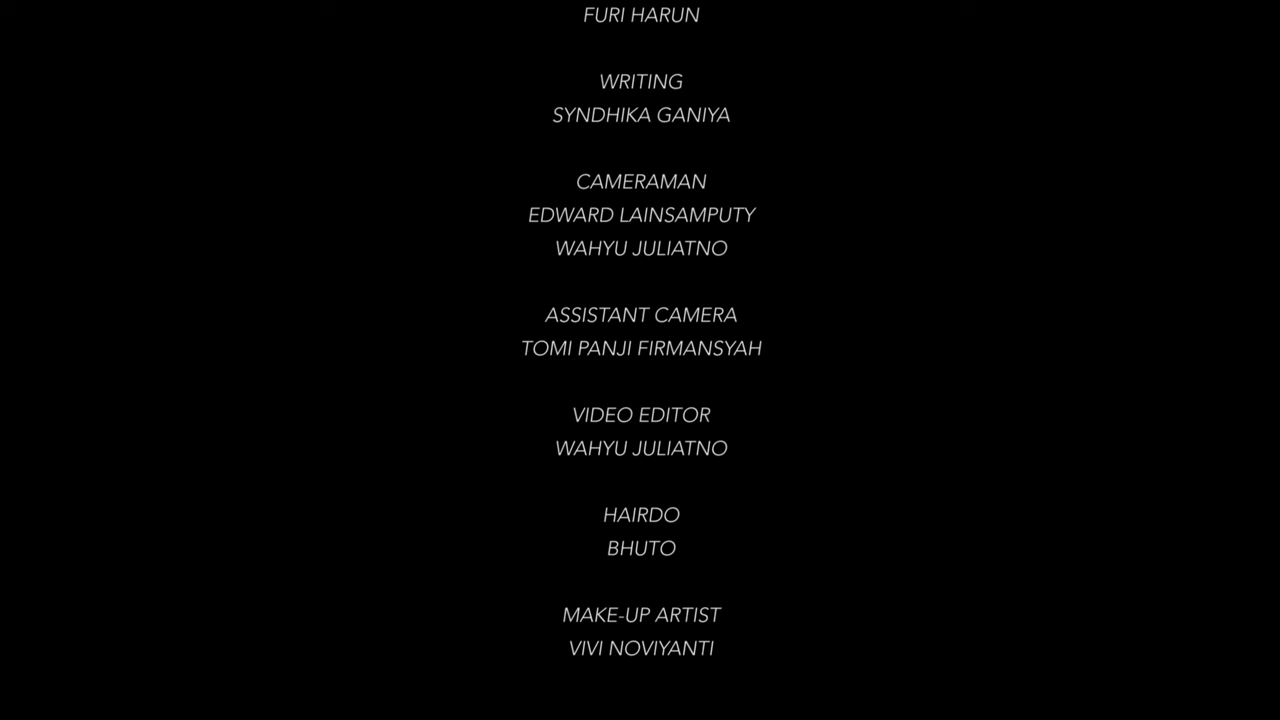 FURI HARUN
WRITING
SYNDHIKA GANIYA
CAMERAMAN
EDWARD LAINSAMPUTY
WAHYU JULIATNO
ASSISTANT CAMERA
TOMI PANJI FIRMANSYAH
VIDEO EDITOR
WAHYU JULIATNO
HAIRDO
BHUTO
MAKE-UP ARTIST
VIVI NOVIYANTI